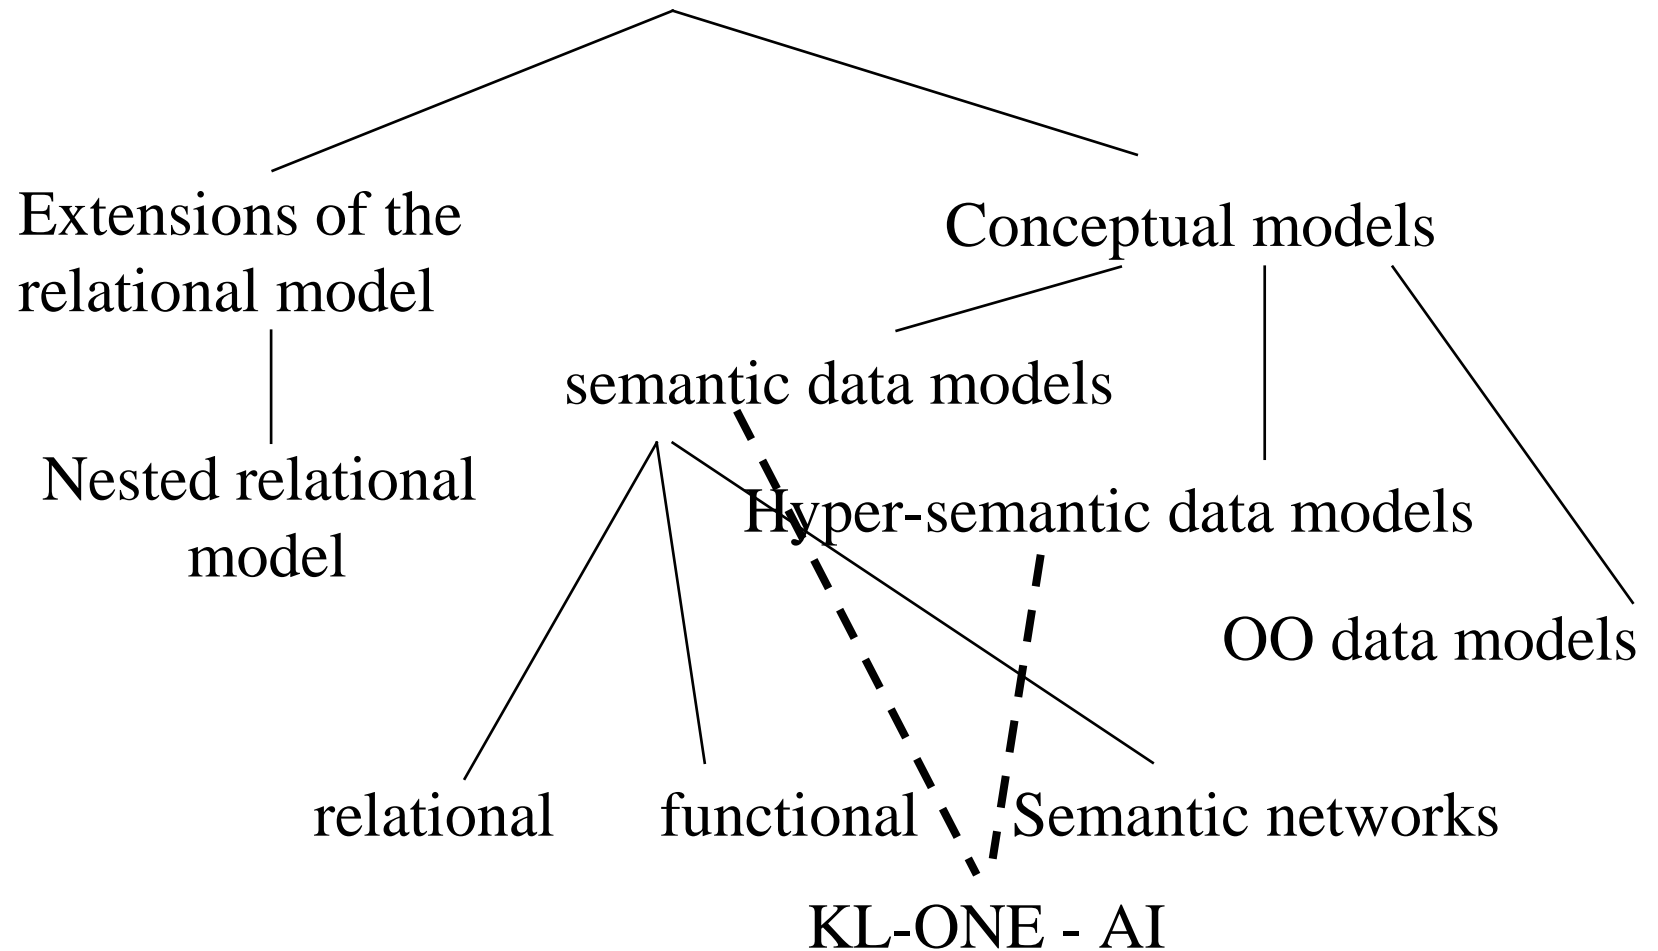 Extensions of the
relational model
Conceptual models
semantic data models
Nested relational
model
Hyper-semantic data models
OO data models
relational
functional
Semantic networks
KL-ONE - AI